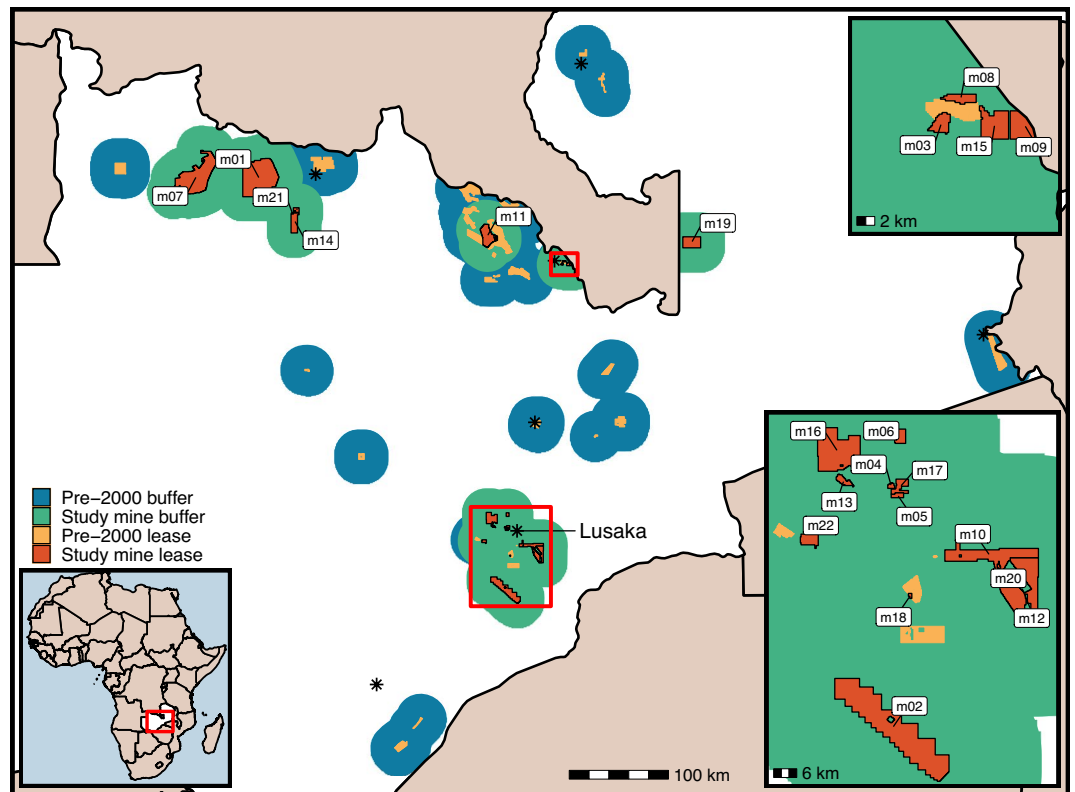 m08
m03
m15
m09
2 km
m01
m07
m21
m14
m11
m19
m16
m06
m04
m17
m13
m05
m22
m10
m20
m18
m12
m02
6 km
Pre−2000 buffer
Study mine buffer
Pre−2000 lease
Study mine lease
Lusaka
100 km